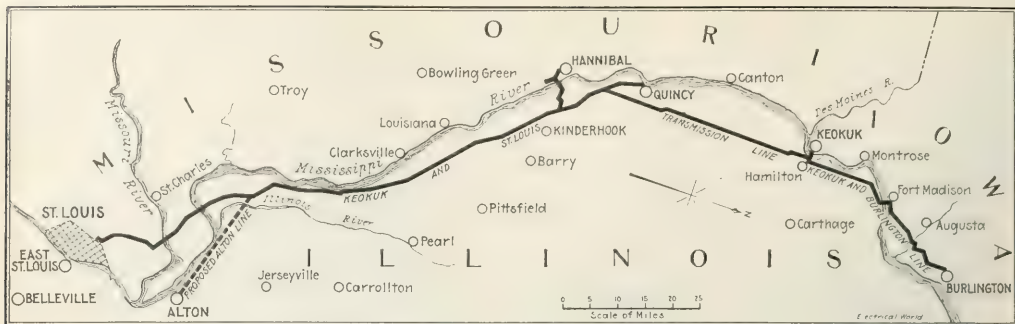 MISSOURI
IOWA
ILLINOIS
Missouri
River
St. Charles
ST. LOUIS
EAST
ST. LOUIS
BELLEVILLE
ALTON
PROPOSED ALTON LINE
Illinois
River
Jerseyville
Carrollton
Pearl
Pittsfield
Troy
Bowling Green
Louisiana
Clarksville
Mississippi
River
HANNIBAL
QUINCY
KINDERHOOK
Barry
KEOKUK AND ST. LOUIS TRANSMISSION LINE
Canton
Des Moines R.
KEOKUK
Hamilton
Montrose
KEOKUK AND BURLINGTON LINE
Fort Madison
Augusta
Carthage
BURLINGTON
N
0 5 10 15 20 25
Scale of Miles
Electrical World